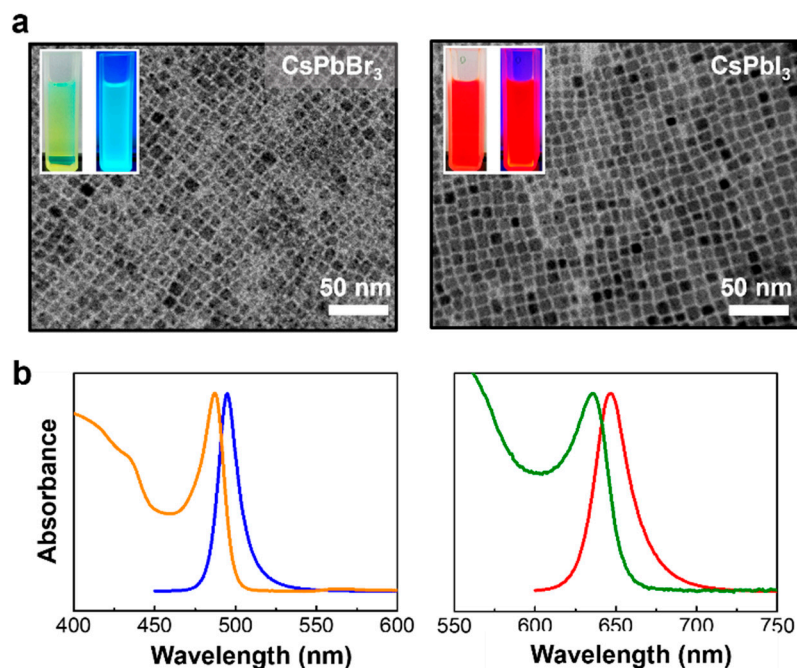 a
CsPbBr₃
CsPbI₃
50 nm
50 nm
b
Absorbance
400 450 500 550 600
550 600 650 700 750
Wavelength (nm)
Wavelength (nm)